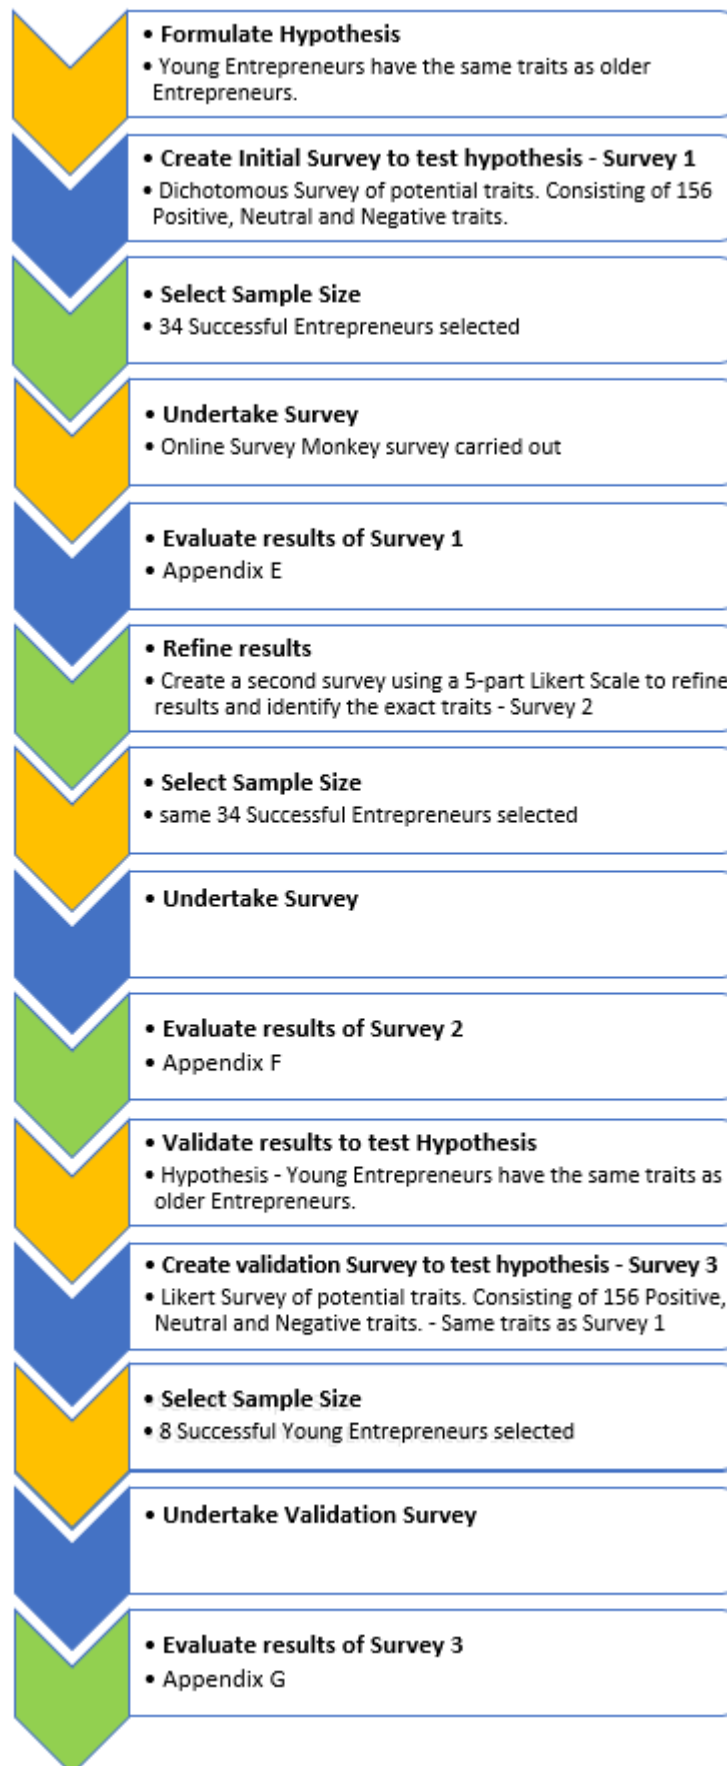 • Formulate Hypothesis
• Young Entrepreneurs have the same traits as older
Entrepreneurs.
• Create Initial Survey to test hypothesis - Survey 1
• Dichotomous Survey of potential traits. Consisting of 156
Positive, Neutral and Negative traits.
• Select Sample Size
• 34 Successful Entrepreneurs selected
• Undertake Survey
• Online Survey Monkey survey carried out
• Evaluate results of Survey 1
• Appendix E
• Refine results
• Create a second survey using a 5-part Likert Scale to refine
results and identify the exact traits - Survey 2
• Select Sample Size
• same 34 Successful Entrepreneurs selected
• Undertake Survey
• Evaluate results of Survey 2
• Appendix F
• Validate results to test Hypothesis
• Hypothesis - Young Entrepreneurs have the same traits as
older Entrepreneurs.
• Create validation Survey to test hypothesis - Survey 3
• Likert Survey of potential traits. Consisting of 156 Positive,
Neutral and Negative traits. - Same traits as Survey 1
• Select Sample Size
• 8 Successful Young Entrepreneurs selected
• Undertake Validation Survey
• Evaluate results of Survey 3
• Appendix G